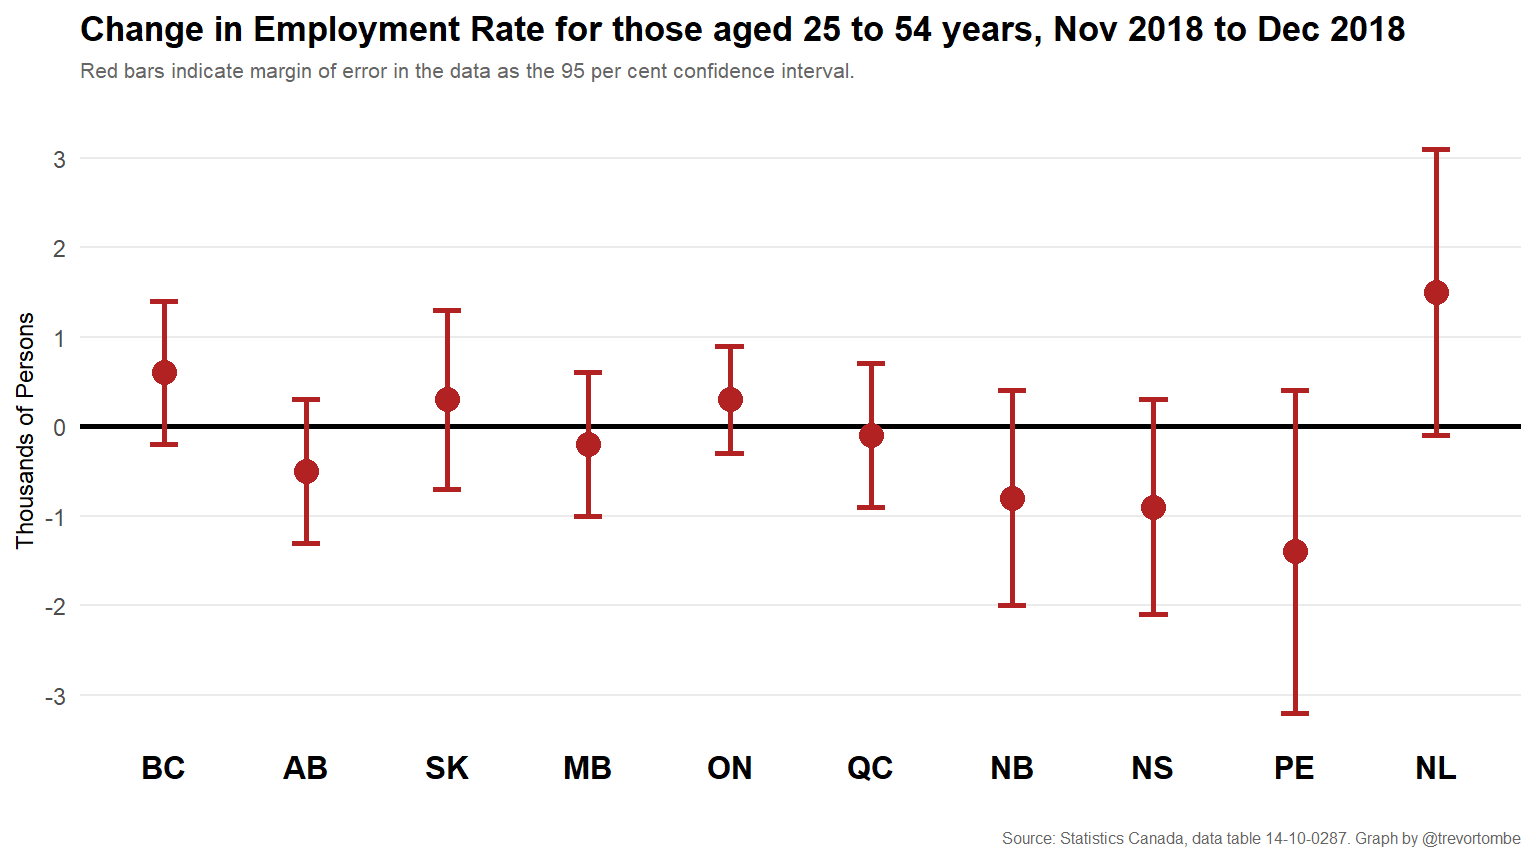 Change in Employment Rate for those aged 25 to 54 years, Nov 2018 to Dec 2018
Red bars indicate margin of error in the data as the 95 per cent confidence interval.
Thousands of Persons
3
2
1
0
-1
-2
-3
BC AB SK MB ON QC NB NS PE NL
Source: Statistics Canada, data table 14-10-0287. Graph by @trevortombe